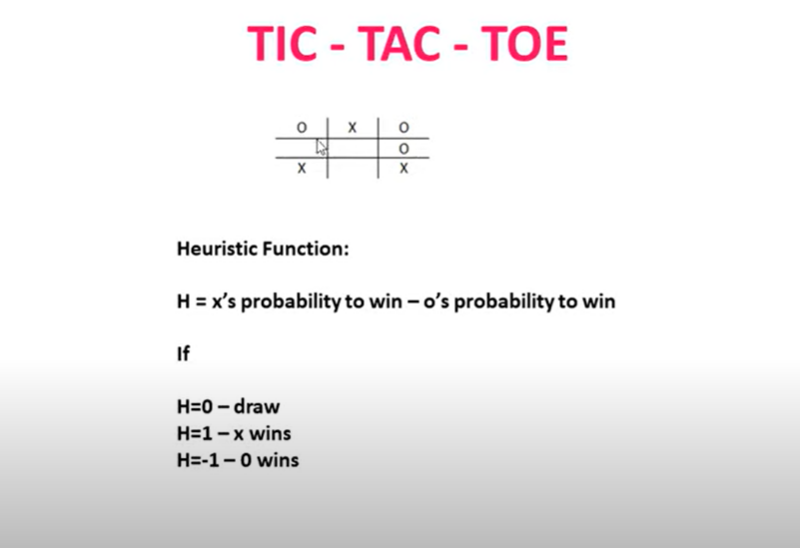 TIC - TAC - TOE
O X O
O
X X
Heuristic Function:
H = x's probability to win – o's probability to win
If
H=0 – draw
H=1 – x wins
H=-1 – 0 wins